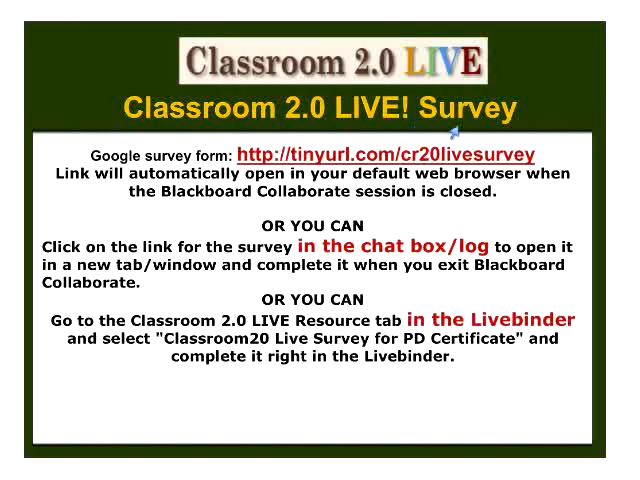 Classroom 2.0 LIVE
Classroom 2.0 LIVE! Survey
Google survey form: http://tinyurl.com/cr20livesurvey
Link will automatically open in your default web browser when
the Blackboard Collaborate session is closed.
OR YOU CAN
Click on the link for the survey in the chat box/log to open it
in a new tab/window and complete it when you exit Blackboard
Collaborate.
OR YOU CAN
Go to the Classroom 2.0 LIVE Resource tab in the Livebinder
and select "Classroom20 Live Survey for PD Certificate" and
complete it right in the Livebinder.